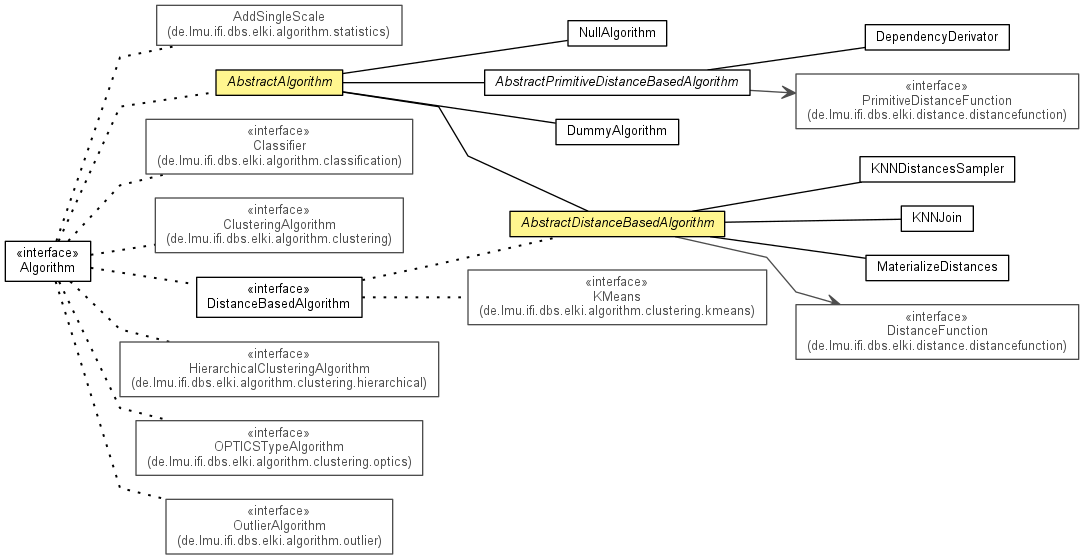 AddSingleScale
(de.lmu.ifi.dbs.elki.algorithm.statistics)
NullAlgorithm
DependencyDerivator
AbstractAlgorithm
AbstractPrimitiveDistanceBasedAlgorithm
«interface»
PrimitiveDistanceFunction
(de.lmu.ifi.dbs.elki.distance.distancefunction)
«interface»
Classifier
(de.lmu.ifi.dbs.elki.algorithm.classification)
DummyAlgorithm
KNNDistancesSampler
«interface»
ClusteringAlgorithm
(de.lmu.ifi.dbs.elki.algorithm.clustering)
AbstractDistanceBasedAlgorithm
KNNJoin
«interface»
Algorithm
MaterializeDistances
«interface»
DistanceBasedAlgorithm
«interface»
KMeans
(de.lmu.ifi.dbs.elki.algorithm.clustering.kmeans)
«interface»
DistanceFunction
(de.lmu.ifi.dbs.elki.distance.distancefunction)
«interface»
HierarchicalClusteringAlgorithm
(de.lmu.ifi.dbs.elki.algorithm.clustering.hierarchical)
«interface»
OPTICSTypeAlgorithm
(de.lmu.ifi.dbs.elki.algorithm.clustering.optics)
«interface»
OutlierAlgorithm
(de.lmu.ifi.dbs.elki.algorithm.outlier)